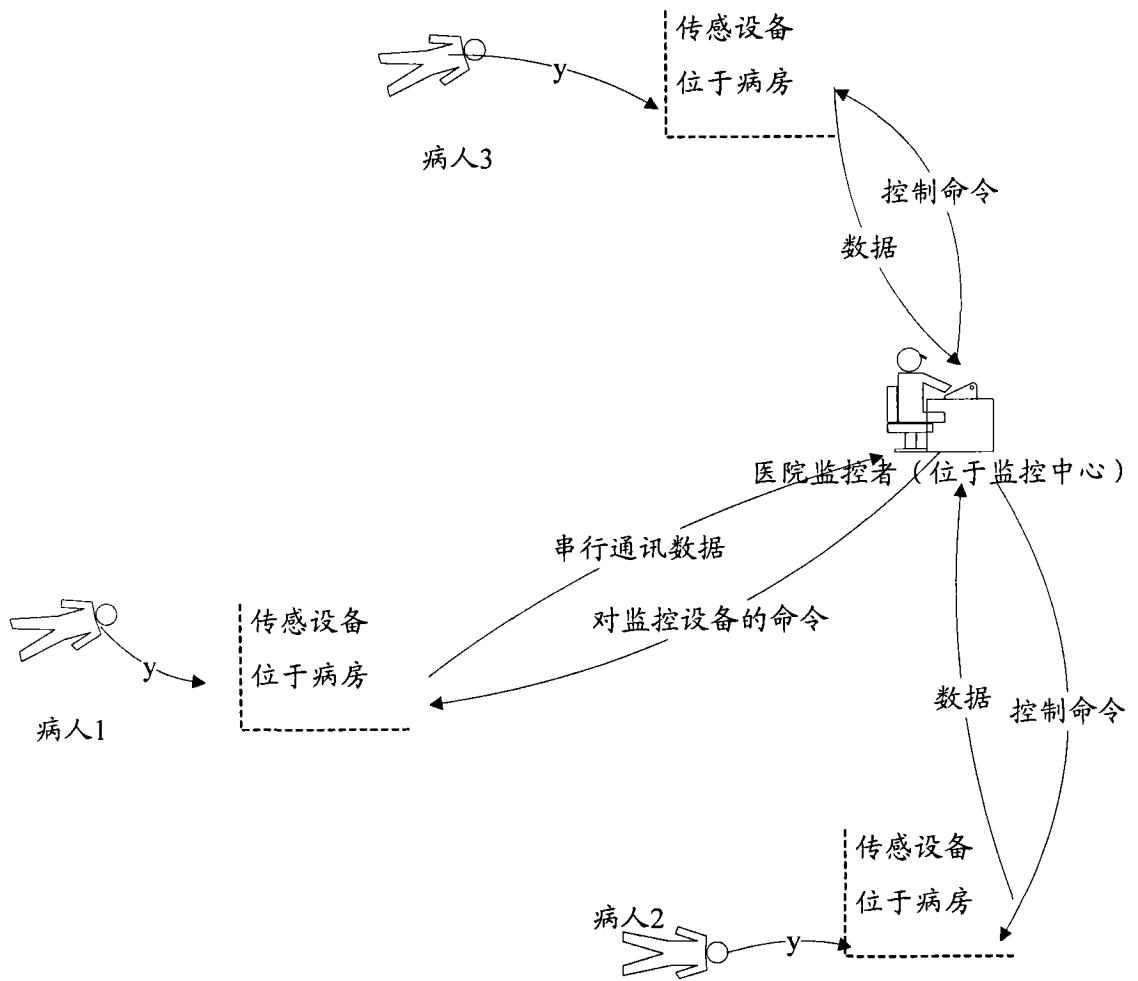 传感设备
位于病房
y
病人3
控制命令
数据
医院监控者（位于监控中心）
串行通讯数据
对监控设备的命令
传感设备
位于病房
y
病人1
数据
控制命令
传感设备
位于病房
病人2
y